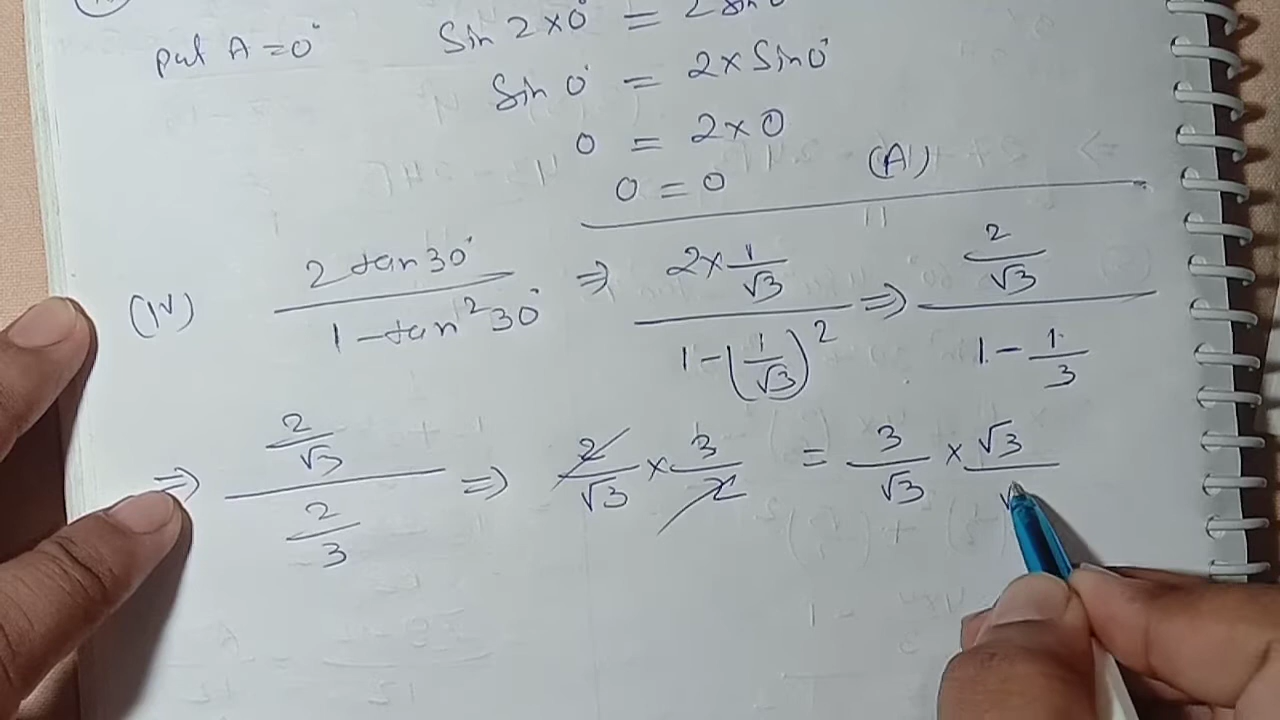 Put A = 0° Sin 2×0° = 2 sin 0
Sin 0° = 2 × Sin 0°
0 = 2 × 0
0 = 0 (A)
(IV) 2 tan 30° / 1 - tan² 30° ⇒ 2 × 1/√3 / 1 - (1/√3)² ⇒ 2/√3 / 1 - 1/3
⇒ 2/√3 / 2/3 ⇒ 2/√3 × 3/2 = 3/√3 × √3/√